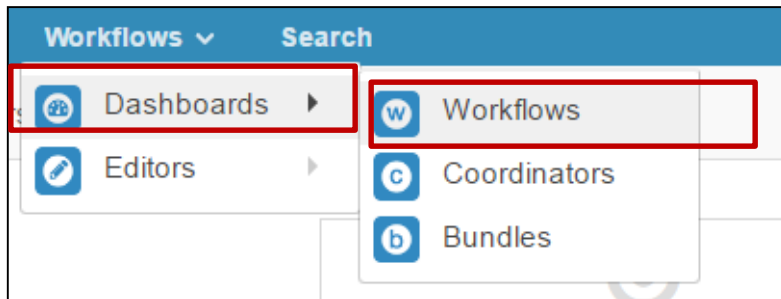 Workflows Search
Dashboards
Workflows
Editors
Coordinators
Bundles